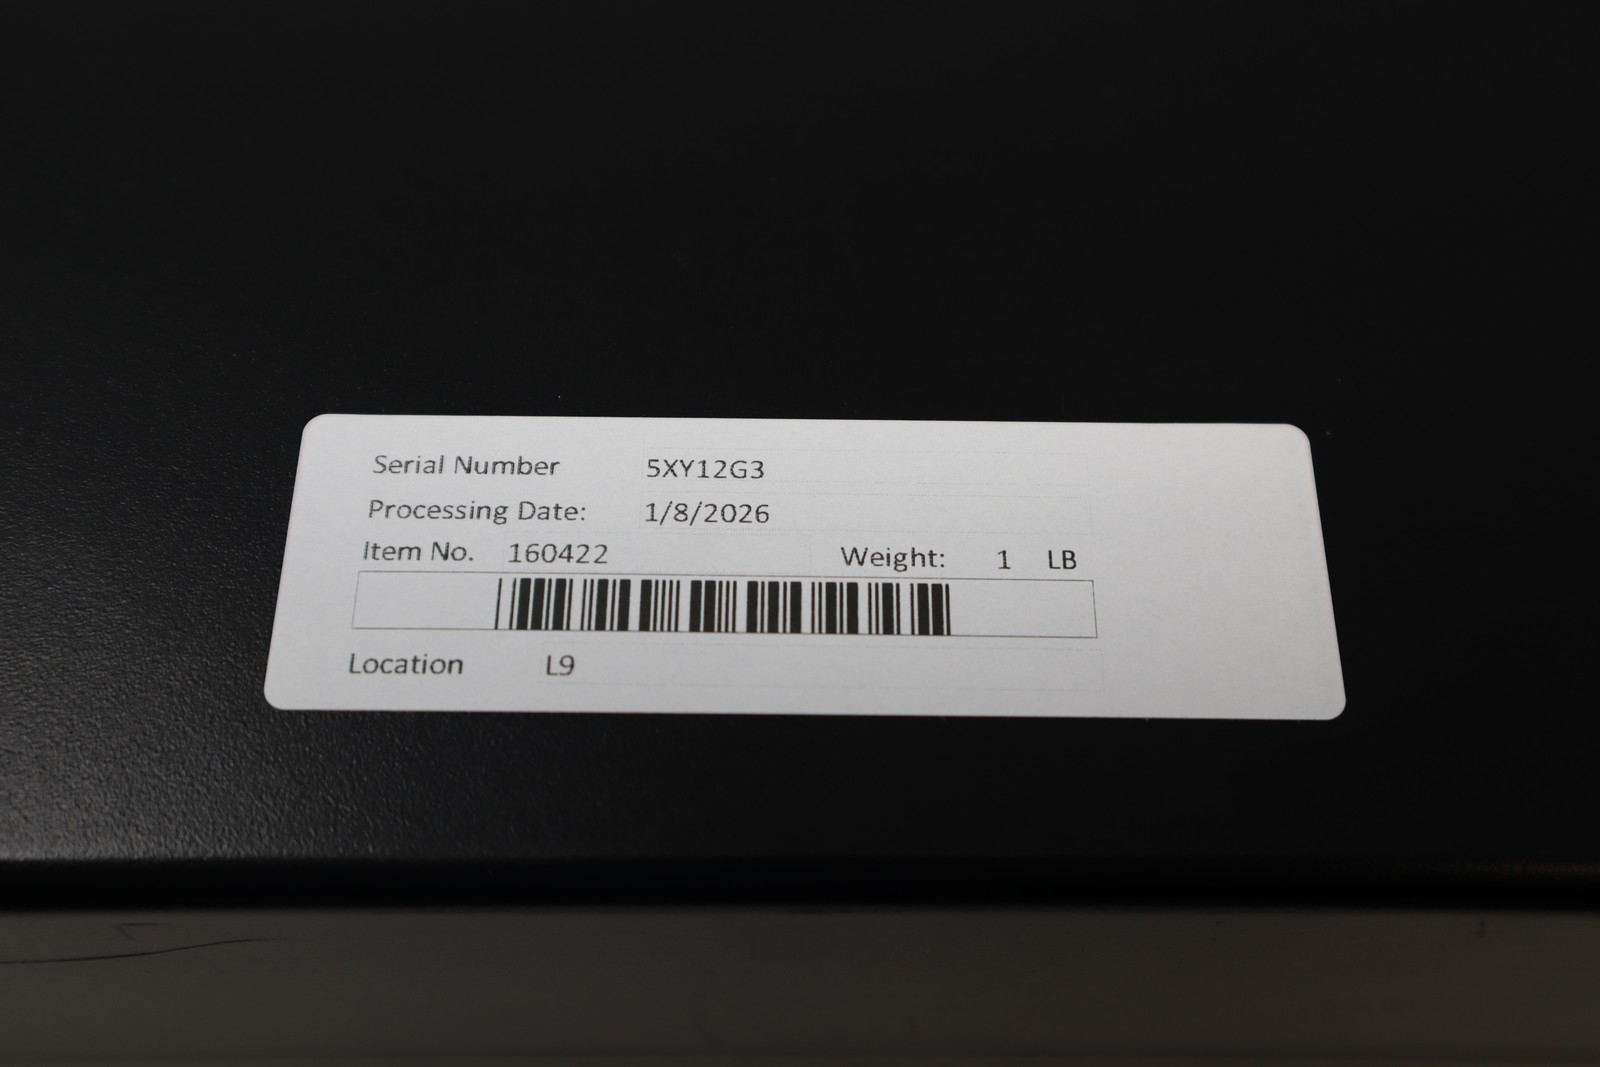 Serial Number 5XY12G3
Processing Date: 1/8/2026
Item No. 160422 Weight: 1 LB
Location L9